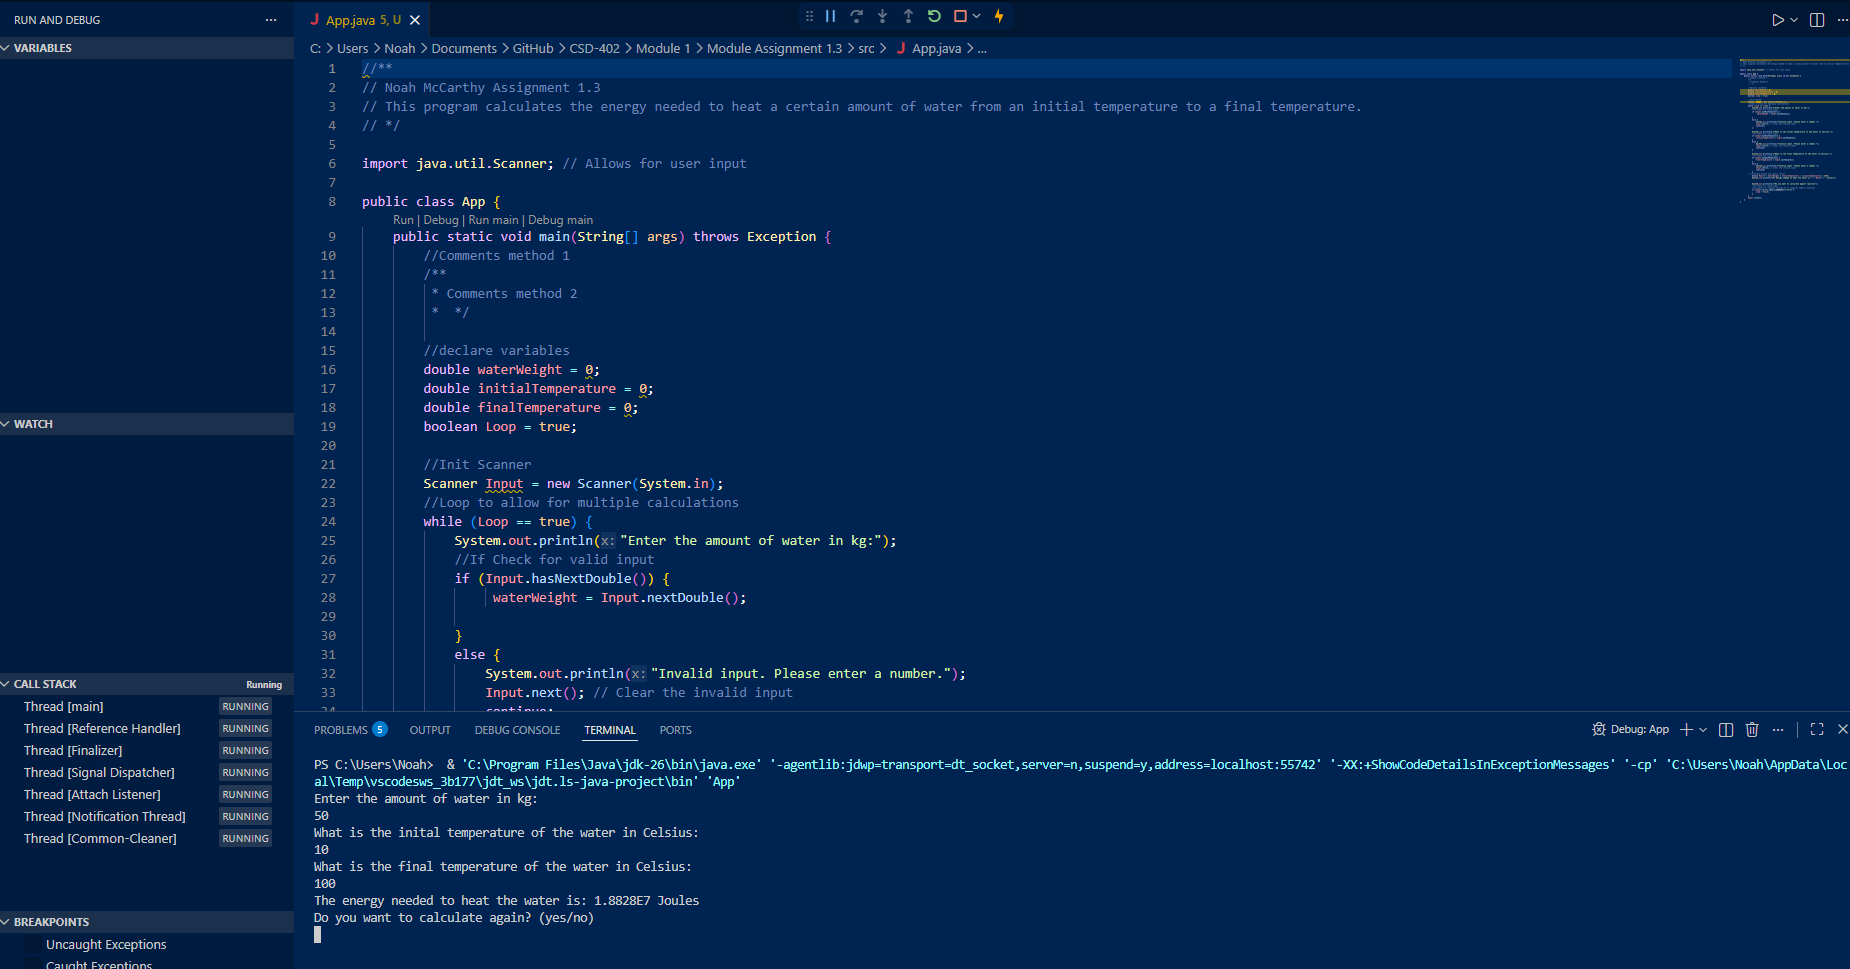 RUN AND DEBUG
VARIABLES
WATCH
CALL STACK Running
Thread [main] RUNNING
Thread [Reference Handler] RUNNING
Thread [Finalizer] RUNNING
Thread [Signal Dispatcher] RUNNING
Thread [Attach Listener] RUNNING
Thread [Notification Thread] RUNNING
Thread [Common-Cleaner] RUNNING
BREAKPOINTS
Uncaught Exceptions
Caught Exceptions
J App.java 5, U
C: > Users > Noah > Documents > GitHub > CSD-402 > Module 1 > Module Assignment 1.3 > src > J App.java > ...
1 //**
2 // Noah McCarthy Assignment 1.3
3 // This program calculates the energy needed to heat a certain amount of water from an initial temperature to a final temperature.
4 // */
5
6 import java.util.Scanner; // Allows for user input
7
8 public class App {
Run | Debug | Run main | Debug main
9 public static void main(String[] args) throws Exception {
10 //Comments method 1
11 /**
12 * Comments method 2
13 *  */
14
15 //declare variables
16 double waterWeight = 0;
17 double initialTemperature = 0;
18 double finalTemperature = 0;
19 boolean Loop = true;
20
21 //Init Scanner
22 Scanner Input = new Scanner(System.in);
23 //Loop to allow for multiple calculations
24 while (Loop == true) {
25 System.out.println(x: "Enter the amount of water in kg:");
26 //If Check for valid input
27 if (Input.hasNextDouble()) {
28 waterWeight = Input.nextDouble();
29
30 }
31 else {
32 System.out.println(x: "Invalid input. Please enter a number.");
33 Input.next(); // Clear the invalid input
34 continue;
PROBLEMS 5 OUTPUT DEBUG CONSOLE TERMINAL PORTS Debug: App
PS C:\Users\Noah>  & 'C:\Program Files\Java\jdk-26\bin\java.exe' '-agentlib:jdwp=transport=dt_socket,server=n,suspend=y,address=localhost:55742' '-XX:+ShowCodeDetailsInExceptionMessages' '-cp' 'C:\Users\Noah\AppData\Loc
al\Temp\vscodesws_3b177\jdt_ws\jdt.ls-java-project\bin' 'App'
Enter the amount of water in kg:
50
What is the inital temperature of the water in Celsius:
10
What is the final temperature of the water in Celsius:
100
The energy needed to heat the water is: 1.8828E7 Joules
Do you want to calculate again? (yes/no)